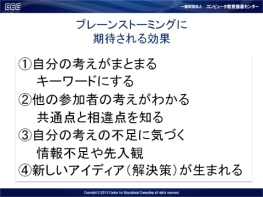 CEC
一般財団法人 コンピュータ教育推進センター
ブレーンストーミングに
期待される効果
①自分の考えがまとまる
キーワードにする
②他の参加者の考えがわかる
共通点と相違点を知る
③自分の考えの不足に気づく
情報不足や先入観
④新しいアイディア（解決策）が生まれる
Copyright © 2013 Center for Educational Computing all rights reserved.